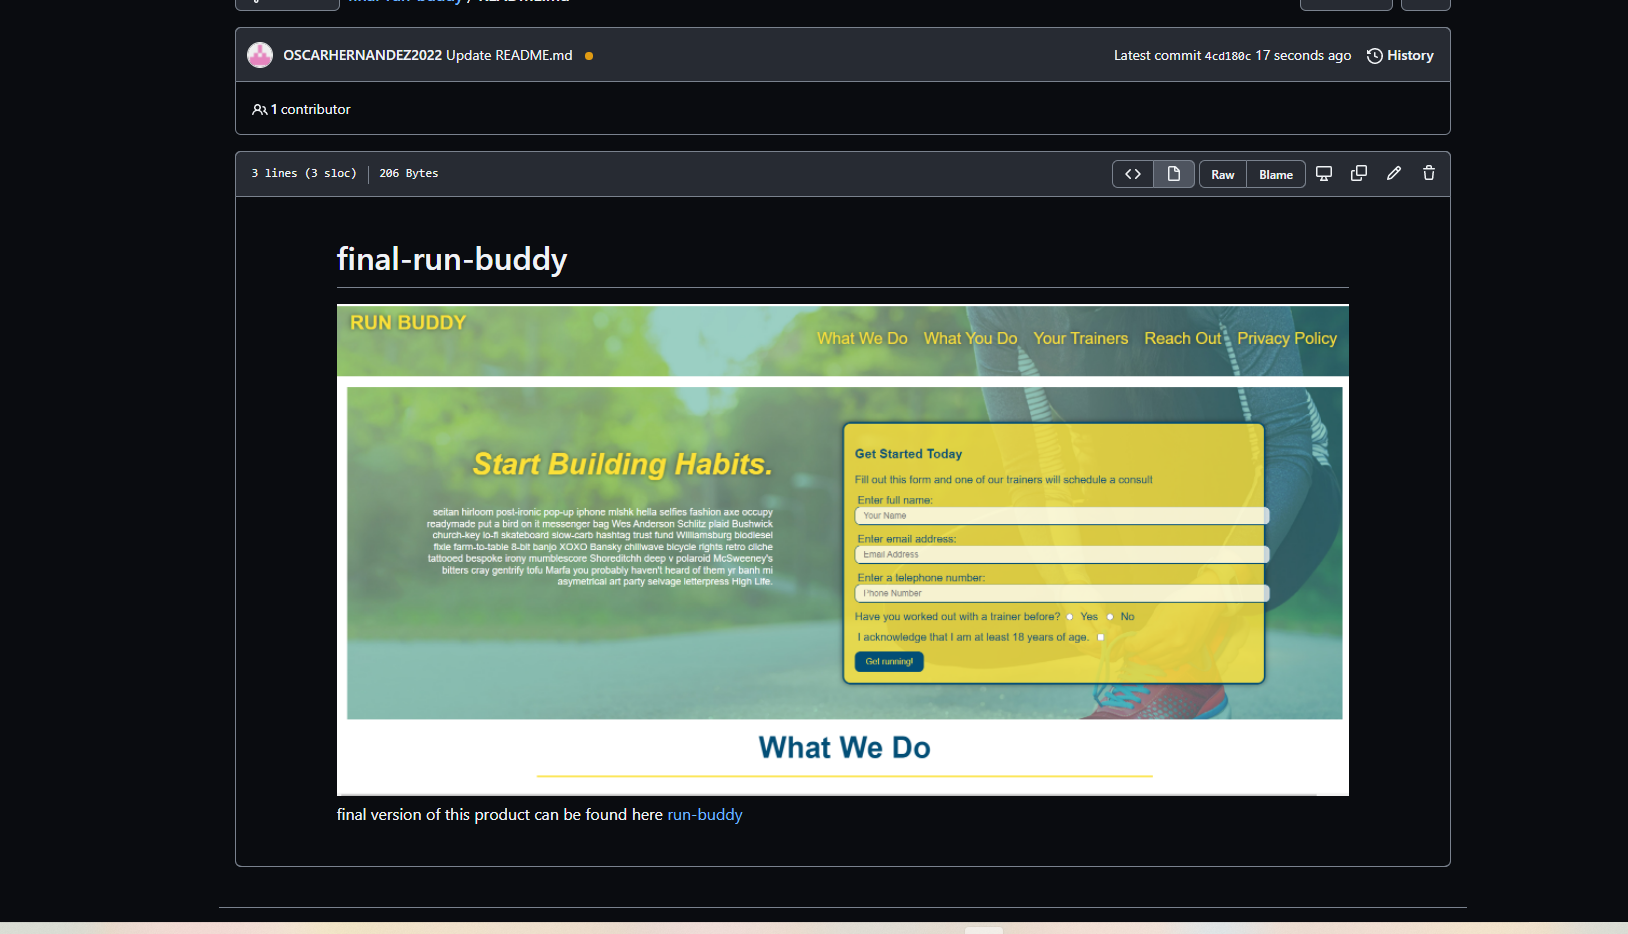 OSCARHERNANDEZ2022 Update README.md
Latest commit 4cd180c 17 seconds ago History
1 contributor
3 lines (3 sloc) 206 Bytes
Raw Blame
final-run-buddy
RUN BUDDY
What We Do What You Do Your Trainers Reach Out Privacy Policy
Start Building Habits.
seitan hirloom post-ironic pop-up iphone mlshk hella selfies fashion axe occupy
readymade put a bird on it messenger bag Wes Anderson Schlitz plaid Bushwick
church-key lo-fi skateboard slow-carb hashtag trust fund Williamsburg biodiesel
fixie farm-to-table 8-bit banjo XOXO Bansky chillwave bicycle rights retro cliche
tattooed bespoke irony mumblescore Shoreditchh deep v polaroid McSweeney's
bitters cray gentrify tofu Marfa you probably haven't heard of them yr banh mi
asymetrical art party selvage letterpress High Life.
Get Started Today
Fill out this form and one of our trainers will schedule a consult
Enter full name:
Your Name
Enter email address:
Email Address
Enter a telephone number:
Phone Number
Have you worked out with a trainer before? Yes No
I acknowledge that I am at least 18 years of age.
Get running!
What We Do
final version of this product can be found here run-buddy